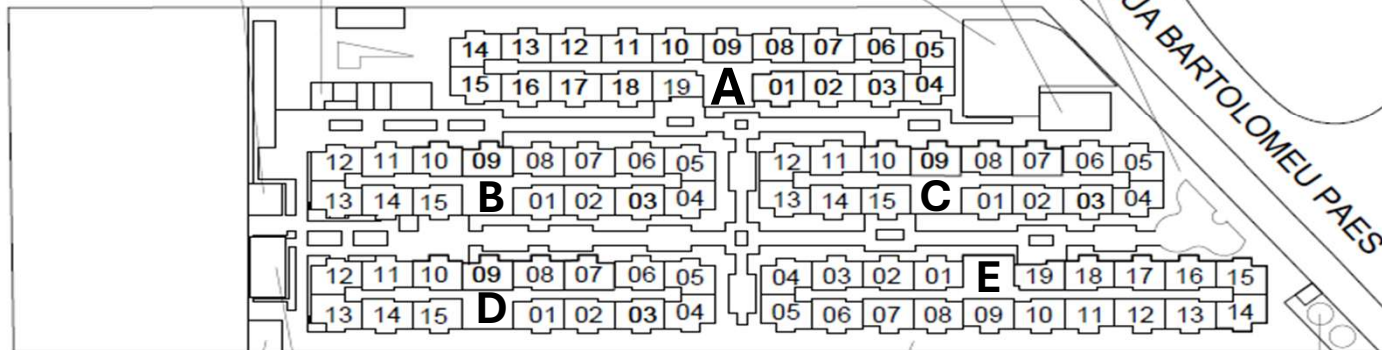 14 13 12 11 10 09 08 07 06 05
15 16 17 18 19 A 01 02 03 04
12 11 10 09 08 07 06 05
13 14 15 B 01 02 03 04
12 11 10 09 08 07 06 05
13 14 15 C 01 02 03 04
12 11 10 09 08 07 06 05
13 14 15 D 01 02 03 04
04 03 02 01 E 19 18 17 16 15
05 06 07 08 09 10 11 12 13 14
UA BARTOLOMEU PAES